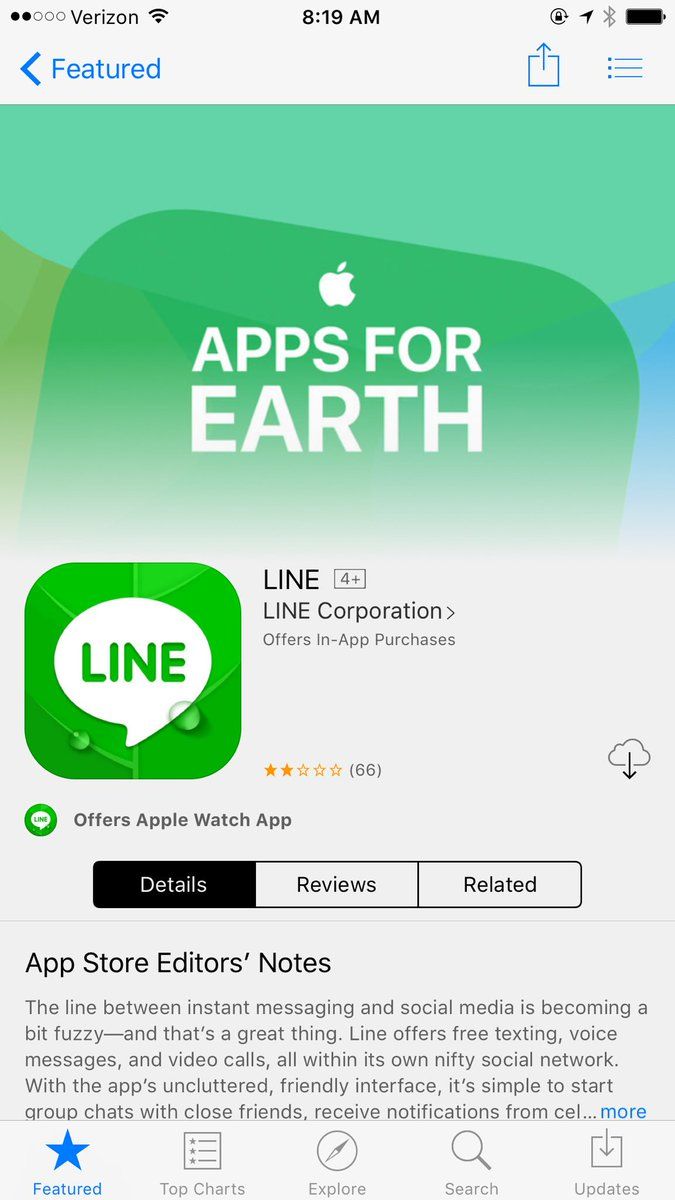 Verizon 8:19 AM
Featured
APPS FOR
EARTH
LINE 4+
LINE Corporation
Offers In-App Purchases
LINE
(66)
LINE
Offers Apple Watch App
Details Reviews Related
App Store Editors’ Notes
The line between instant messaging and social media is becoming a
bit fuzzy—and that’s a great thing. Line offers free texting, voice
messages, and video calls, all within its own nifty social network.
With the app’s uncluttered, friendly interface, it’s simple to start
group chats with close friends, receive notifications from cel... more
Featured Top Charts Explore Search Updates